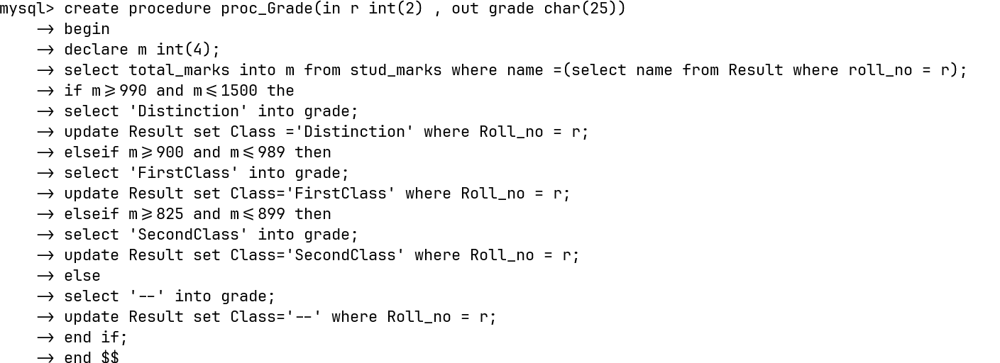 mysql> create procedure proc_Grade(in r int(2) , out grade char(25))
-> begin
-> declare m int(4);
-> select total_marks into m from stud_marks where name =(select name from Result where roll_no = r);
-> if m>=990 and m<=1500 the
-> select 'Distinction' into grade;
-> update Result set Class ='Distinction' where Roll_no = r;
-> elseif m>=900 and m<=989 then
-> select 'FirstClass' into grade;
-> update Result set Class='FirstClass' where Roll_no = r;
-> elseif m>=825 and m<=899 then
-> select 'SecondClass' into grade;
-> update Result set Class='SecondClass' where Roll_no = r;
-> else
-> select '--' into grade;
-> update Result set Class='--' where Roll_no = r;
-> end if;
-> end $$